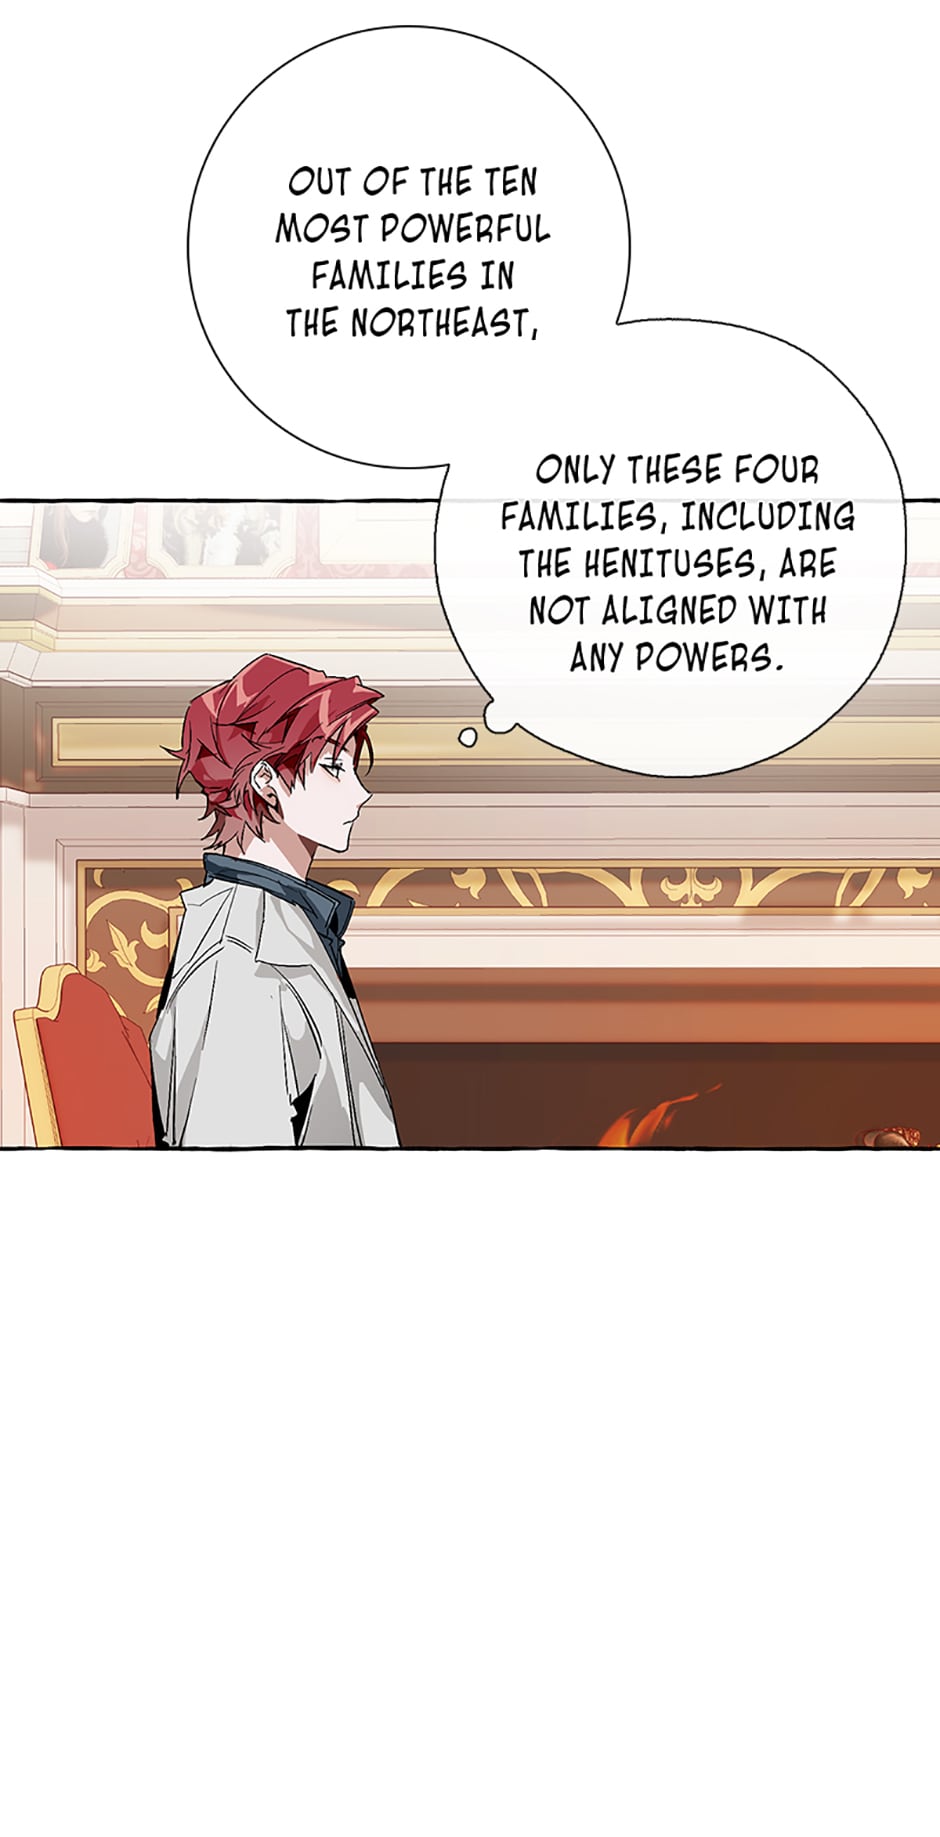 OUT OF THE TEN
MOST POWERFUL
FAMILIES IN
THE NORTHEAST,
ONLY THESE FOUR
FAMILIES, INCLUDING
THE HENITUSES, ARE
NOT ALIGNED WITH
ANY POWERS.